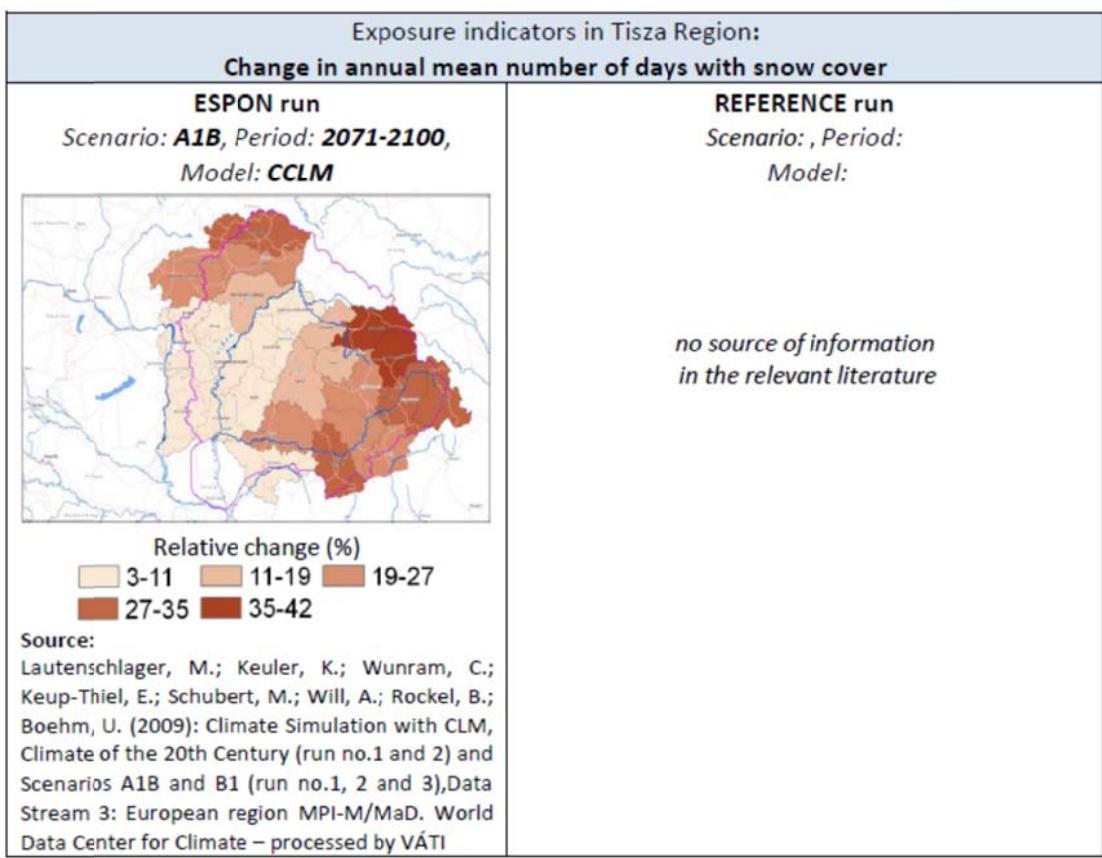 Exposure indicators in Tisza Region:
Change in annual mean number of days with snow cover
ESPON run
Scenario: A1B, Period: 2071-2100,
Model: CCLM
Relative change (%)
3-11
11-19
19-27
27-35
35-42
Source:
Lautenschlager, M.; Keuler, K.; Wunram, C.;
Keup-Thiel, E.; Schubert, M.; Will, A.; Rockel, B.;
Boehm, U. (2009): Climate Simulation with CLM,
Climate of the 20th Century (run no.1 and 2) and
Scenarios A1B and B1 (run no.1, 2 and 3),Data
Stream 3: European region MPI-M/MaD. World
Data Center for Climate – processed by VÁTI
REFERENCE run
Scenario: , Period:
Model:
no source of information
in the relevant literature